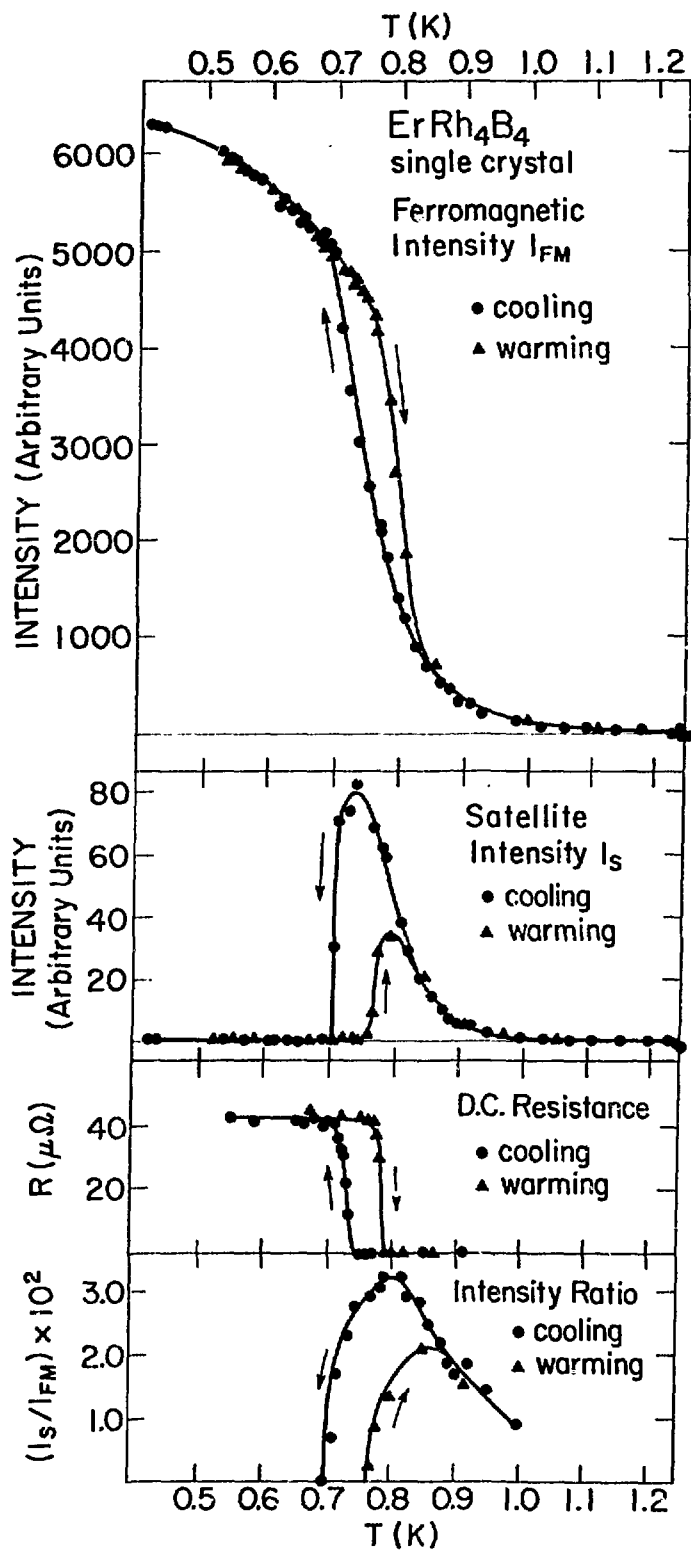 T (K)
0.5 0.6 0.7 0.8 0.9 1.0 1.1 1.2
ErRh4B4
single crystal
Ferromagnetic
Intensity IFM
cooling
warming
6000
5000
4000
3000
2000
1000
INTENSITY (Arbitrary Units)
Satellite
Intensity IS
cooling
warming
80
60
40
20
INTENSITY
(Arbitrary Units)
D.C. Resistance
cooling
warming
40
20
R (μΩ)
Intensity Ratio
cooling
warming
3.0
2.0
1.0
(IS/IFM) × 10²
0.5 0.6 0.7 0.8 0.9 1.0 1.1 1.2
T (K)